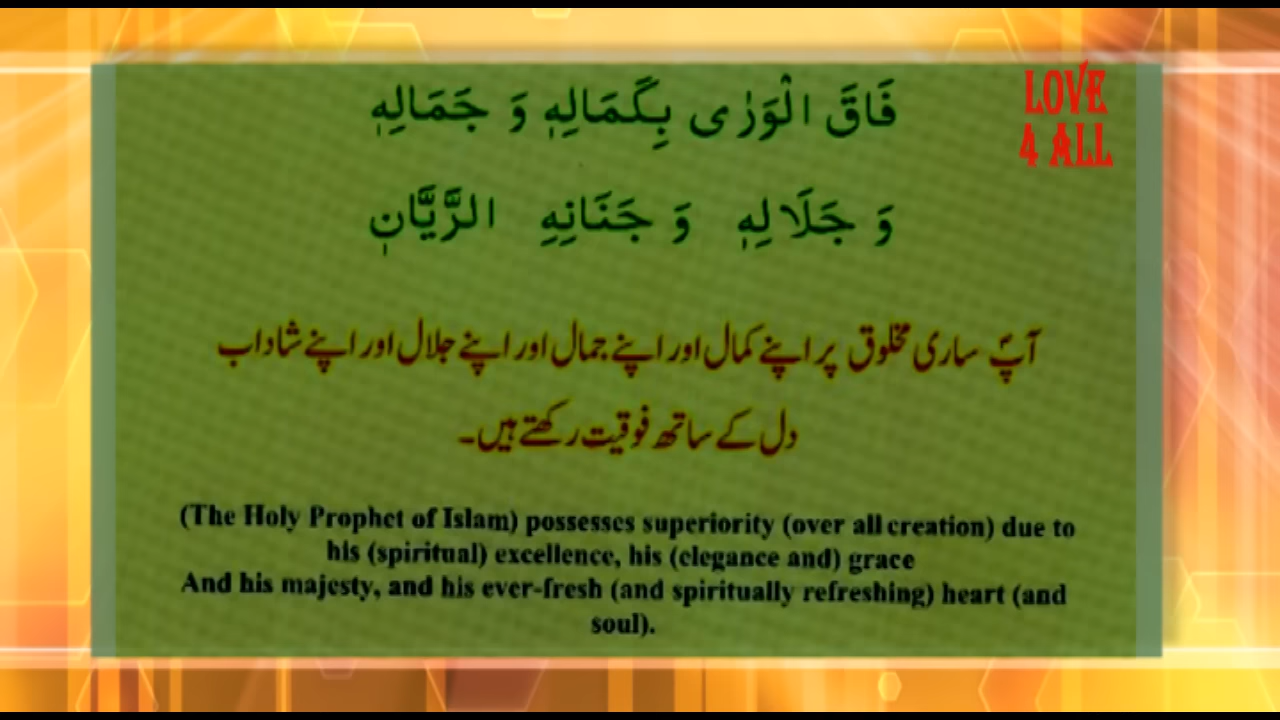 LOVE
4 ALL
فَاقَ الْوَرٰى بِكَمَالِهٖ وَ جَمَالِهٖ
وَ جَلَالِهٖ وَ جَنَانِهِ الرَّيَّانٖ
آپؐ ساری مخلوق پر اپنے کمال اور اپنے جمال اور اپنے جلال اور اپنے شاداب
دل کے ساتھ فوقیت رکھتے ہیں۔
(The Holy Prophet of Islam) possesses superiority (over all creation) due to
his (spiritual) excellence, his (elegance and) grace
And his majesty, and his ever-fresh (and spiritually refreshing) heart (and
soul).